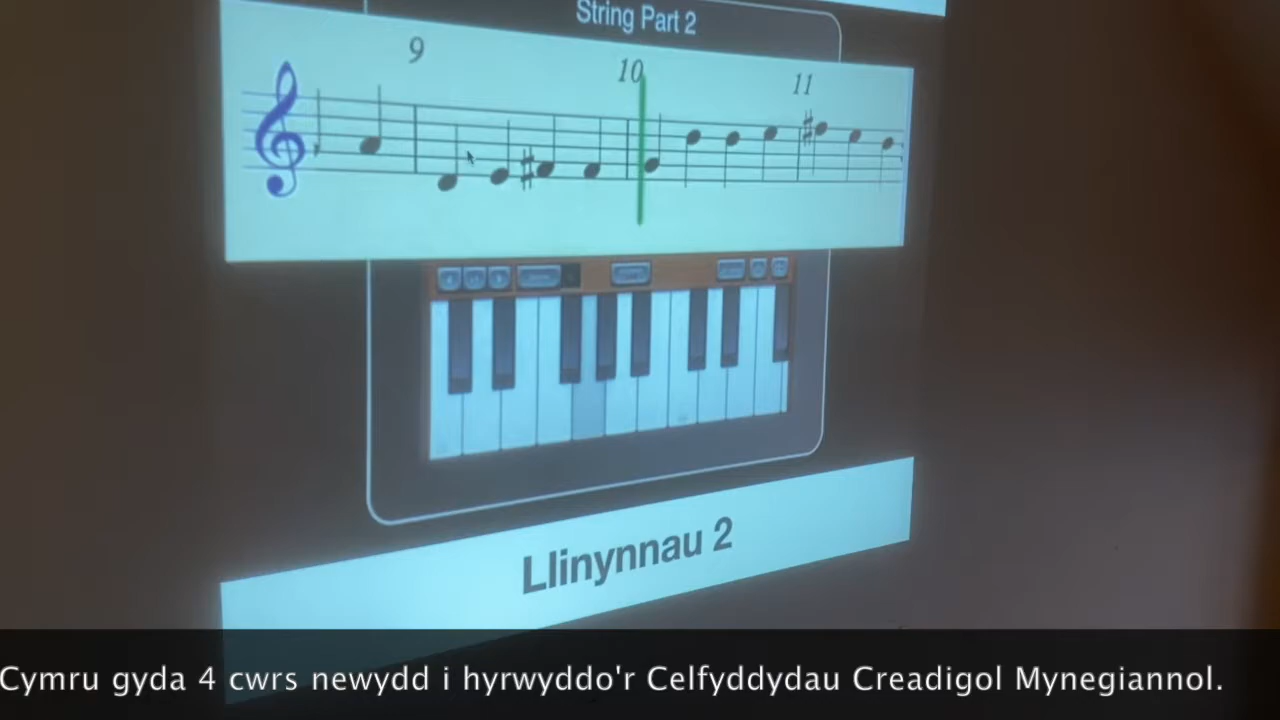 String Part 2
9
10
11
Llinynnau 2
Cymru gyda 4 cwrs newydd i hyrwyddo'r Celfyddydau Creadigol Mynegiannol.